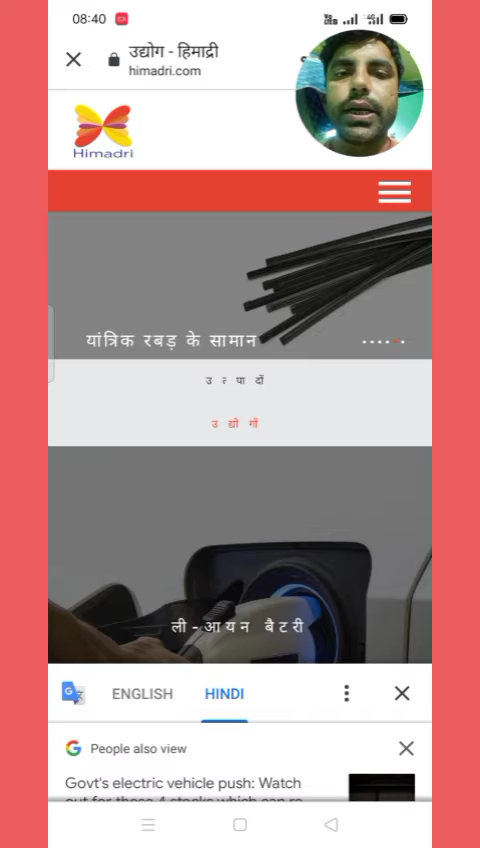 08:40
उद्योग - हिमाद्री
himadri.com
Himadri
यांत्रिक रबड़ के सामान
उत्पादों
उद्योगों
ली-आयन बैटरी
ENGLISH HINDI
People also view
Govt's electric vehicle push: Watch
out for these 4 stocks which can re